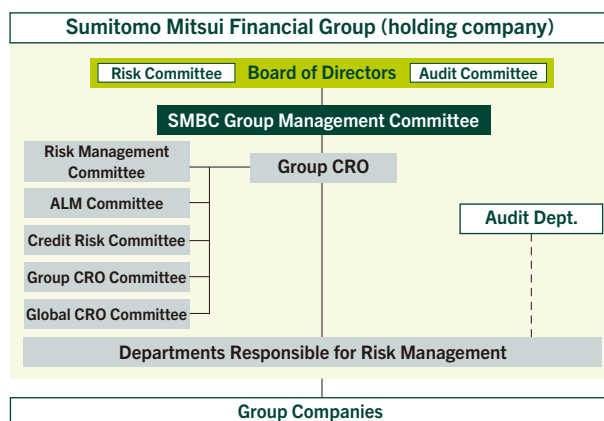 Sumitomo Mitsui Financial Group (holding company)
Risk Committee
Board of Directors
Audit Committee
SMBC Group Management Committee
Risk Management
Committee
Group CRO
ALM Committee
Audit Dept.
Credit Risk Committee
Group CRO Committee
Global CRO Committee
Departments Responsible for Risk Management
Group Companies